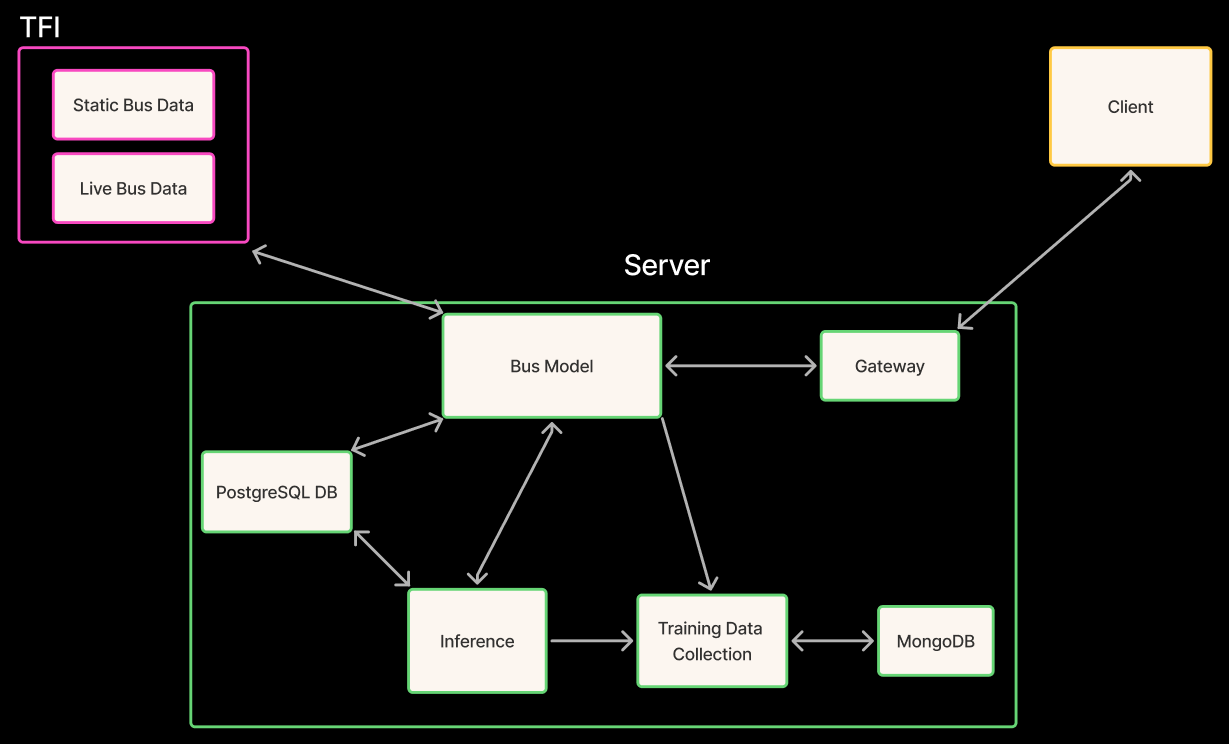 TFI
Static Bus Data
Live Bus Data
Client
Server
Bus Model
Gateway
PostgreSQL DB
Inference
Training Data
Collection
MongoDB